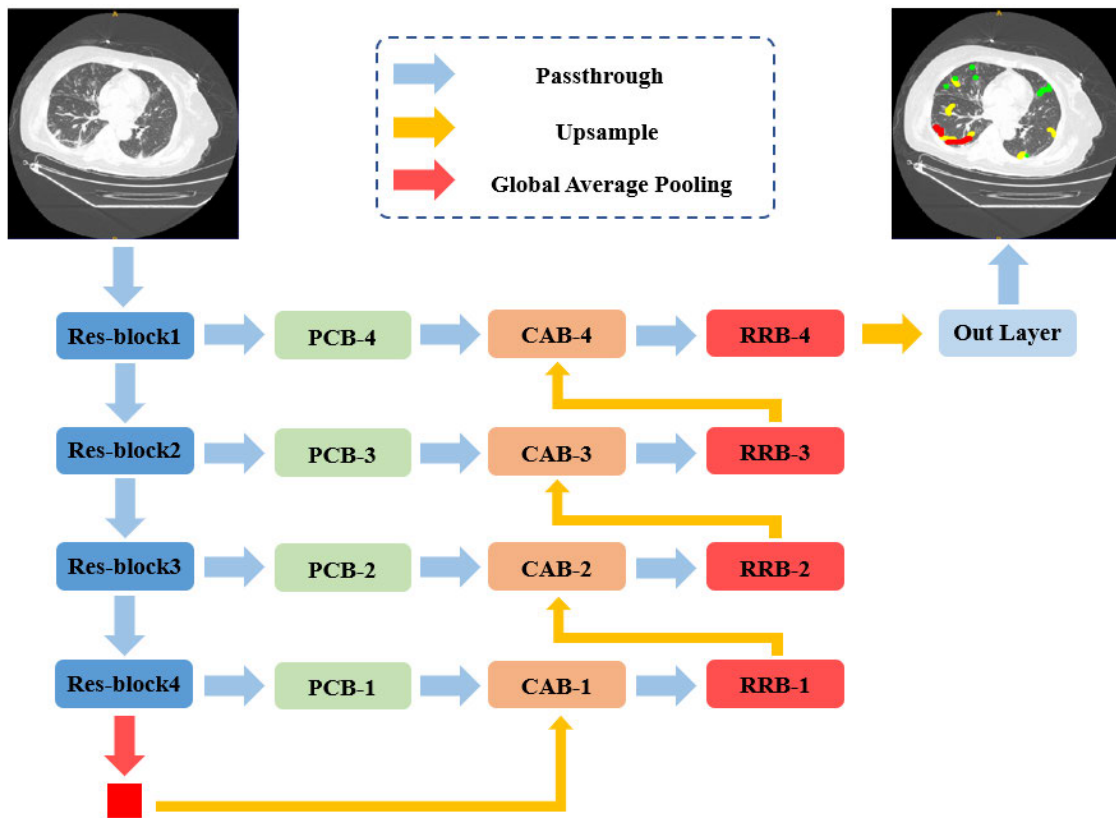 Passthrough
Upsample
Global Average Pooling
Res-block1
PCB-4
CAB-4
RRB-4
Out Layer
Res-block2
PCB-3
CAB-3
RRB-3
Res-block3
PCB-2
CAB-2
RRB-2
Res-block4
PCB-1
CAB-1
RRB-1